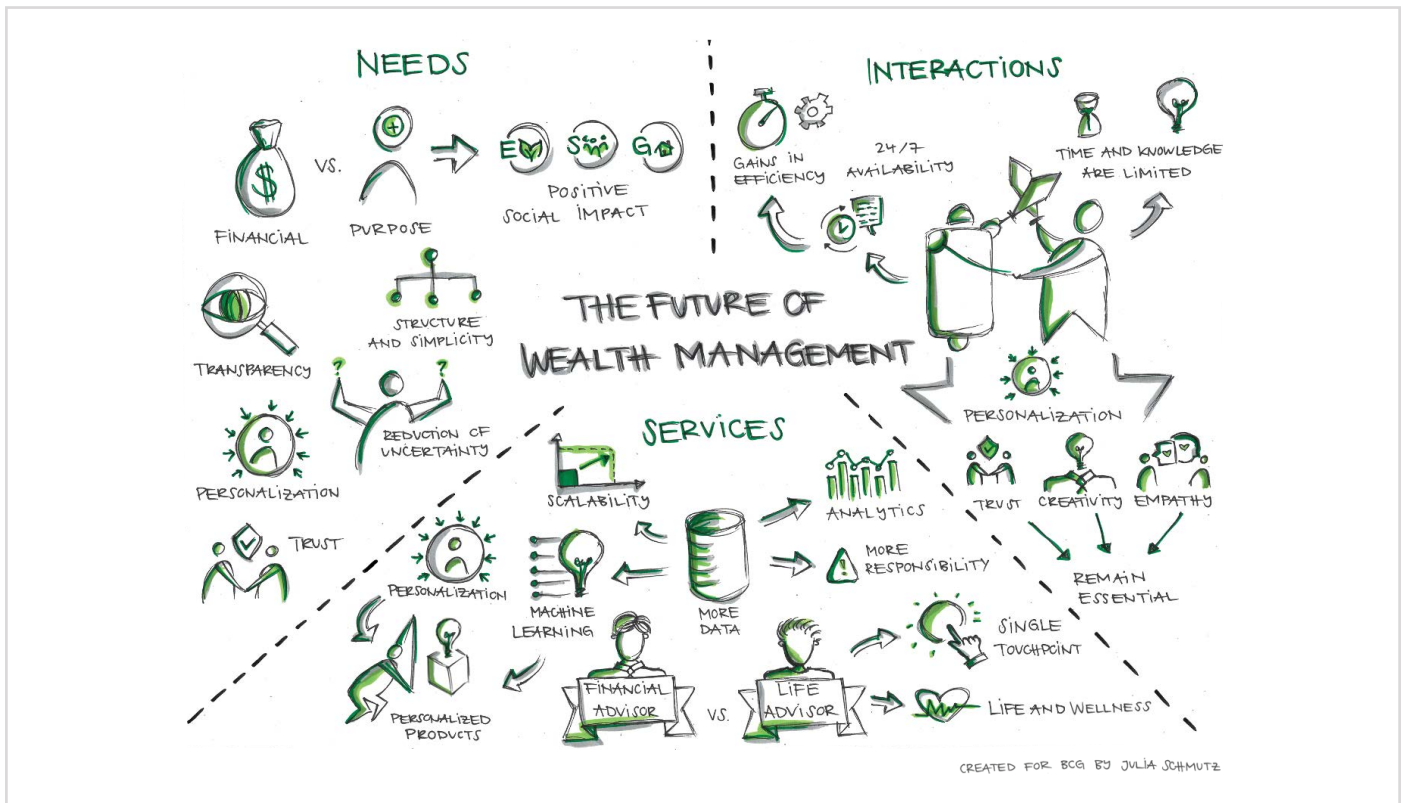 NEEDS
$
FINANCIAL
VS.
+
PURPOSE
E
S
G
POSITIVE
SOCIAL IMPACT
TRANSPARENCY
STRUCTURE
AND SIMPLICITY
?
?
REDUCTION OF
UNCERTAINTY
PERSONALIZATION
TRUST
THE FUTURE OF
WEALTH MANAGEMENT
INTERACTIONS
GAINS IN
EFFICIENCY
24/7
AVAILABILITY
TIME AND KNOWLEDGE
ARE LIMITED
PERSONALIZATION
TRUST
CREATIVITY
EMPATHY
REMAIN
ESSENTIAL
SERVICES
SCALABILITY
ANALYTICS
PERSONALIZATION
MACHINE
LEARNING
MORE
DATA
!
MORE
RESPONSIBILITY
PERSONALIZED
PRODUCTS
FINANCIAL
ADVISOR
VS.
LIFE
ADVISOR
SINGLE
TOUCHPOINT
LIFE AND WELLNESS
CREATED FOR BCG BY JULIA SCHMUTZ